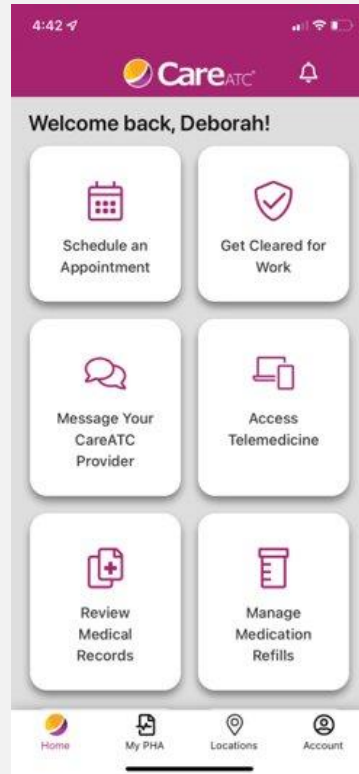 4:42
CareATC
Welcome back, Deborah!
Schedule an
Appointment
Get Cleared for
Work
Message Your
CareATC
Provider
Access
Telemedicine
Review
Medical
Records
Manage
Medication
Refills
Home
My PHA
Locations
Account